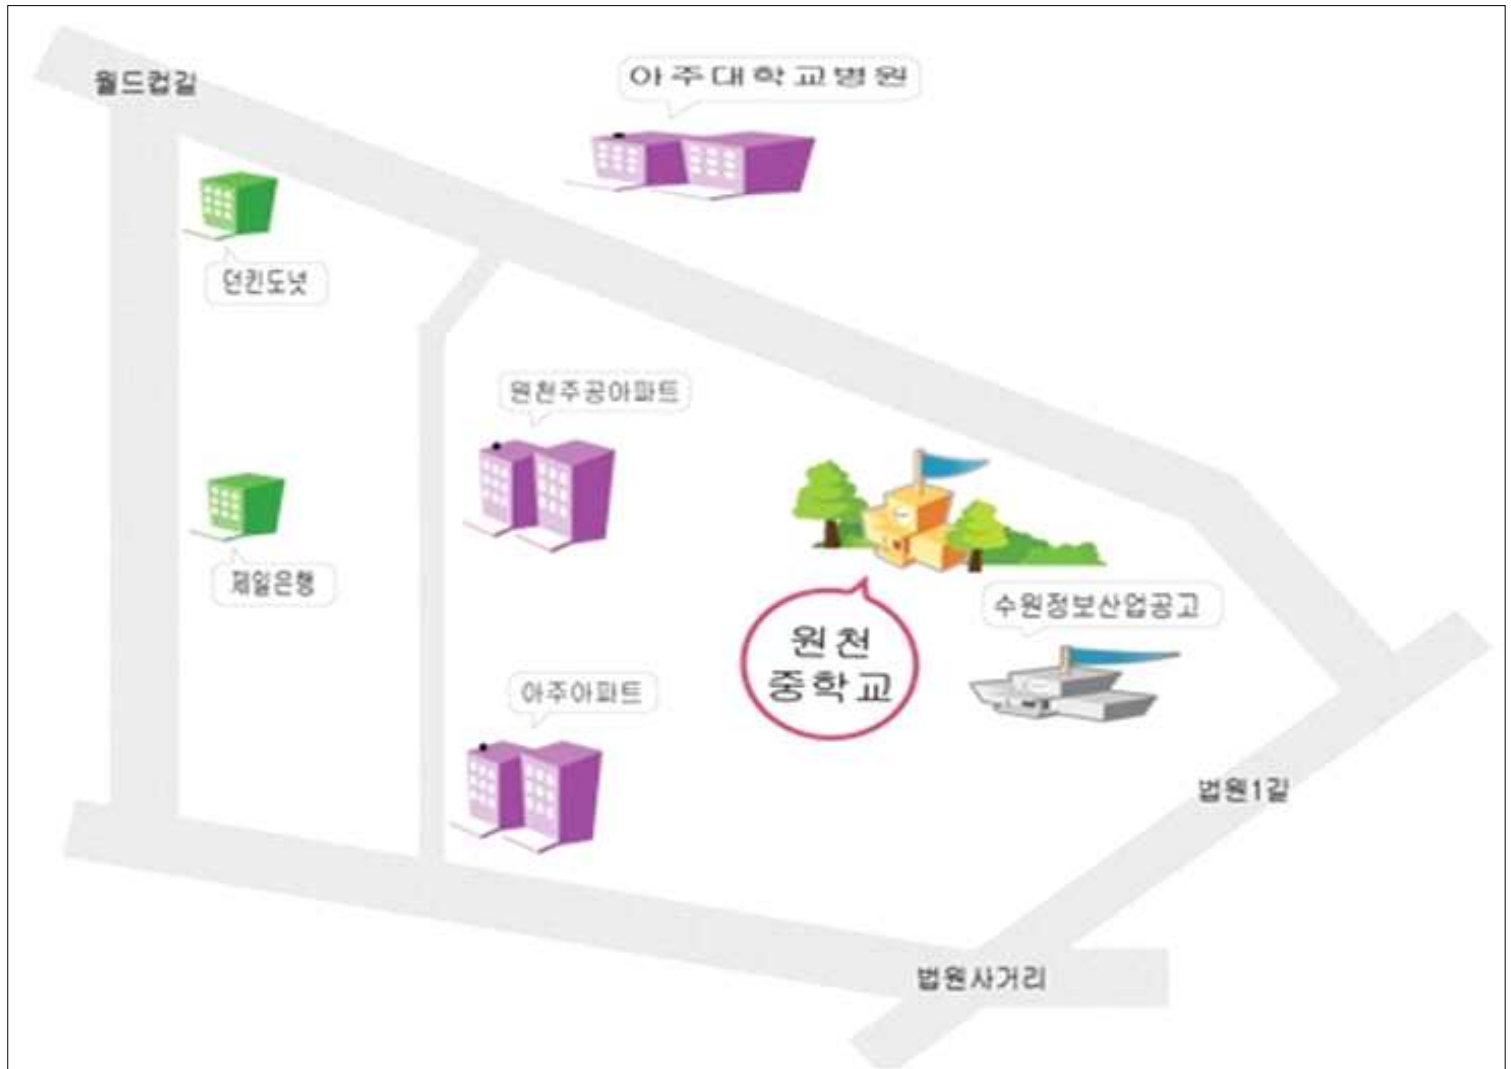 월드컵길
아주대학교병원
던킨도넛
원천주공아파트
제일은행
수원정보산업공고
원천
중학교
아주아파트
법원1길
법원사거리